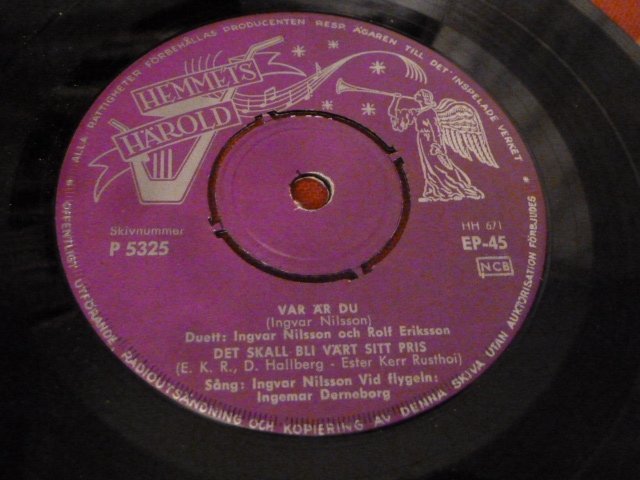 ALLA RÄTTIGHETER FÖRBEHÅLLAS PRODUCENTEN RESP. ÄGAREN TILL DET INSPELADE VERKET
HEMMETS
HÄROLD
Skivnummer
P 5325
HH 671
EP-45
NCB
VAR ÄR DU
(Ingvar Nilsson)
Duett: Ingvar Nilsson och Rolf Eriksson
DET SKALL BLI VÄRT SITT PRIS
(E. K. R., D. Hallberg - Ester Kerr Rusthoi)
Sång: Ingvar Nilsson Vid flygeln:
Ingemar Derneborg
OFFENTLIGT UTFÖRANDE, RADIOUTSÄNDNING OCH KOPIERING AV DENNA SKIVA UTAN AUKTORISATION FÖRBJUDES